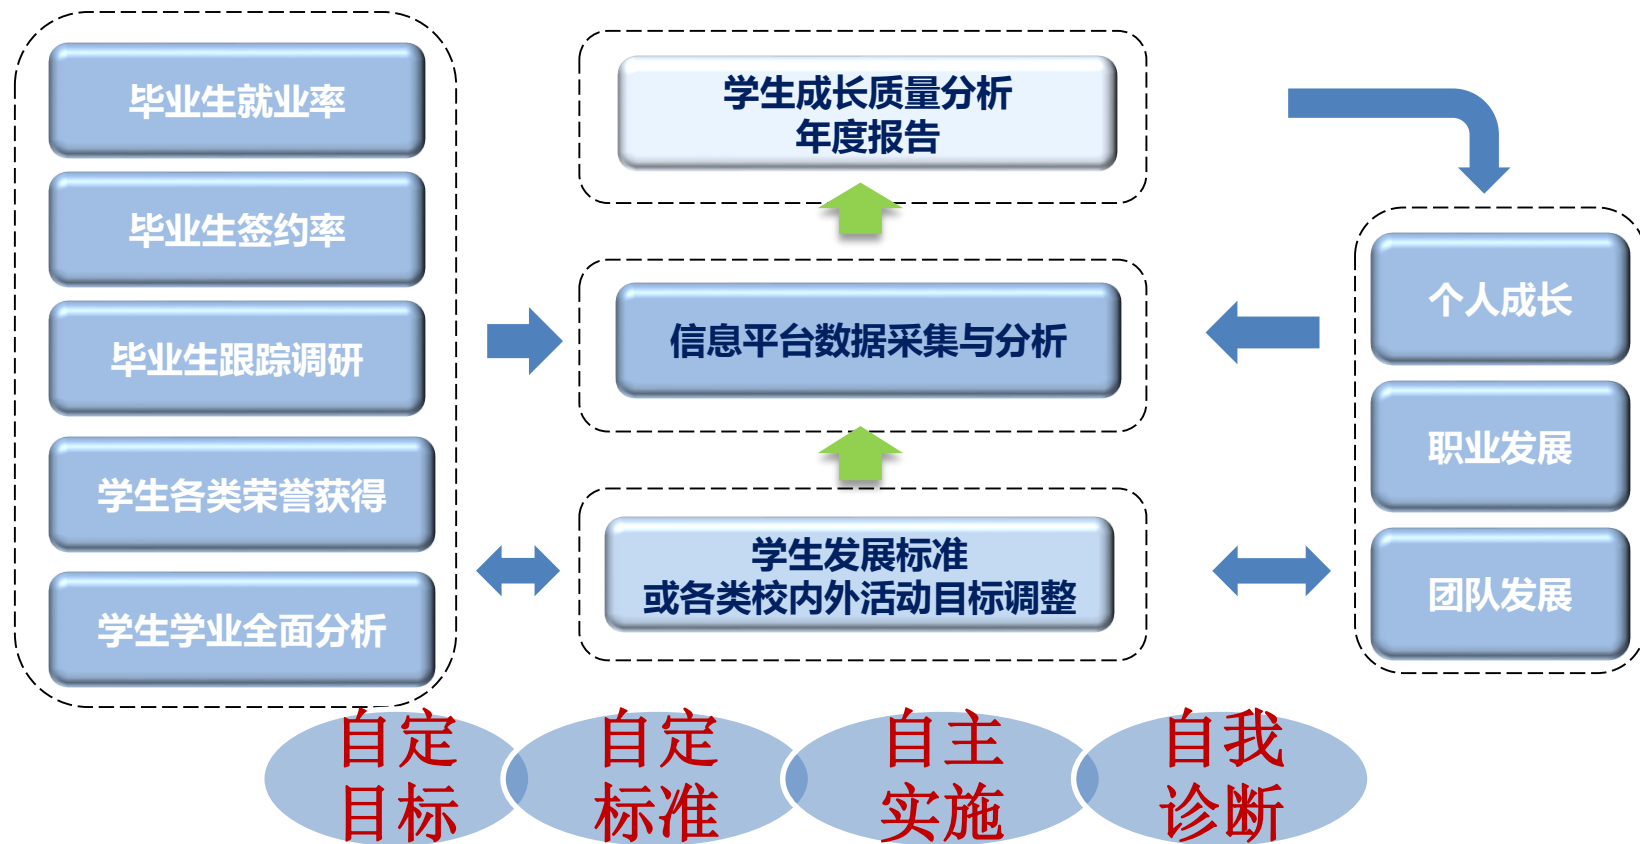 毕业生就业率
毕业生签约率
毕业生跟踪调研
学生各类荣誉获得
学生学业全面分析
学生成长质量分析
年度报告
信息平台数据采集与分析
学生发展标准
或各类校内外活动目标调整
个人成长
职业发展
团队发展
自定
目标
自定
标准
自主
实施
自我
诊断